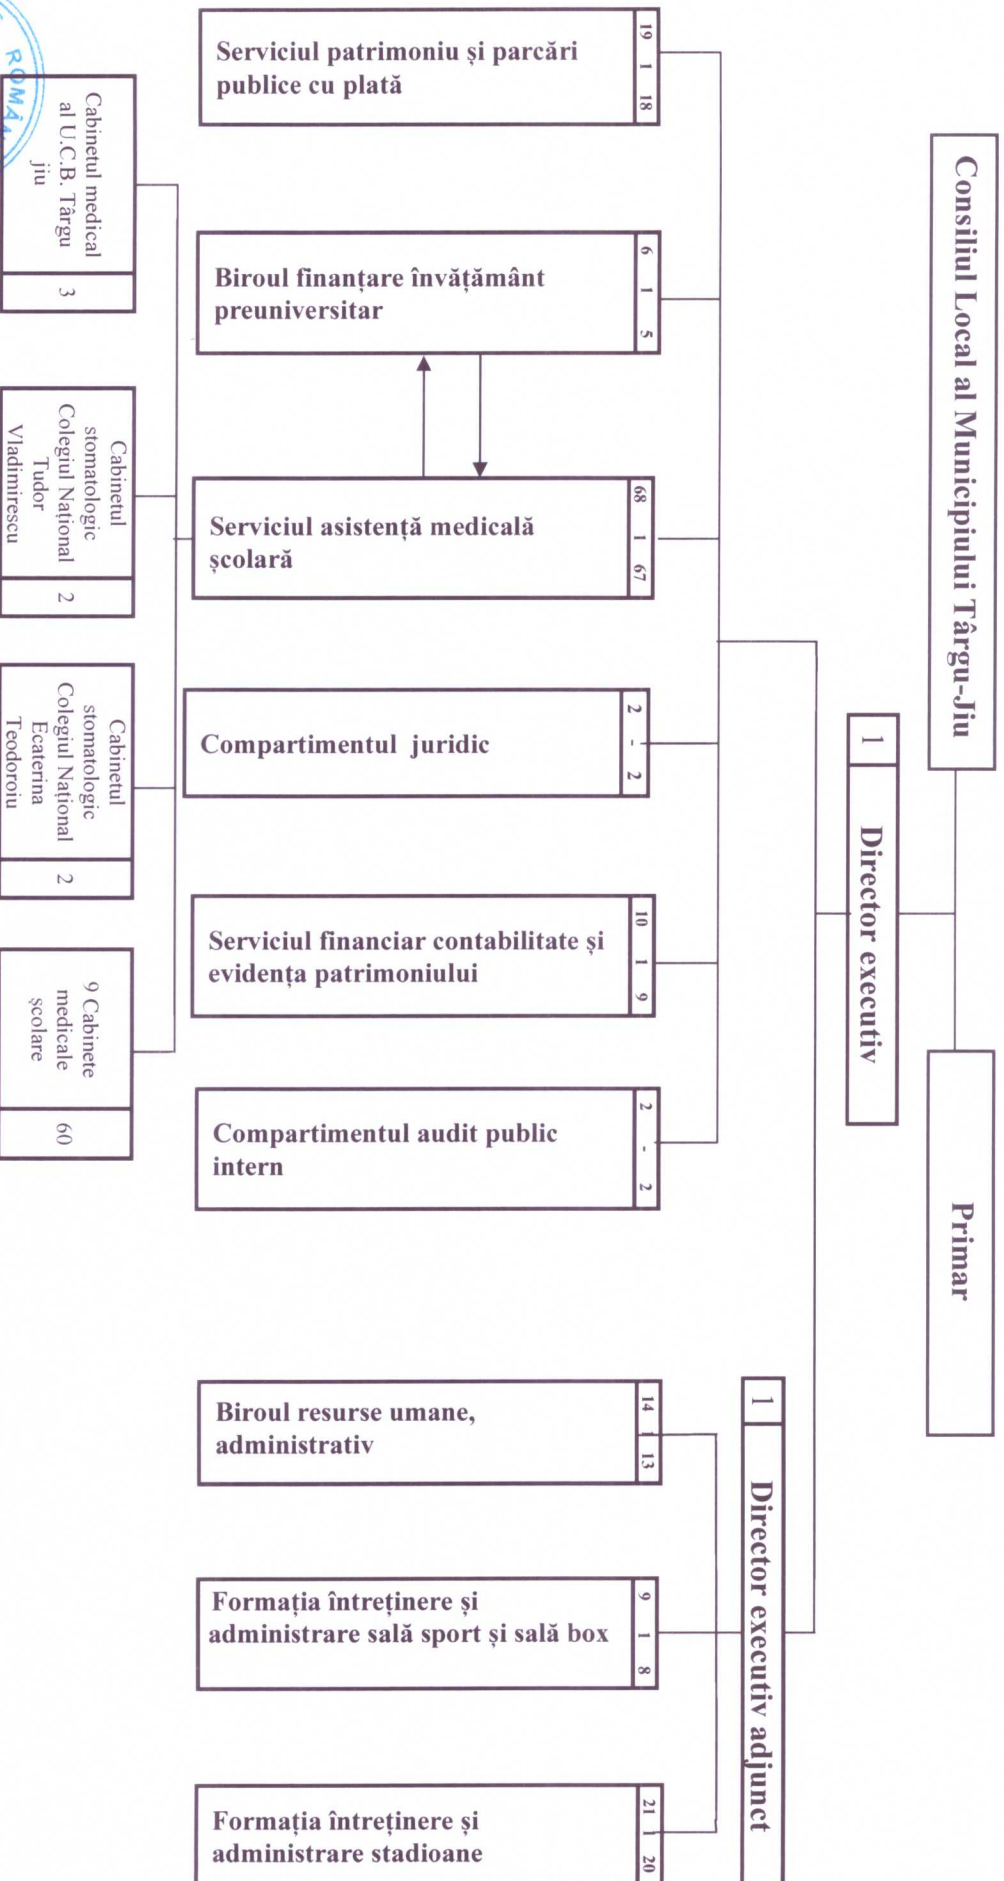 Consiliul Local al Municipiului Târgu-Jiu
Primar
1 Director executiv
1 Director executiv adjunct
19 1 18
Serviciul patrimoniu și parcări
publice cu plată
6 1 5
Biroul finanțare învățământ
preuniversitar
68 1 67
Serviciul asistență medicală
școlară
2 - 2
Compartimentul juridic
10 1 9
Serviciul financiar contabilitate și
evidența patrimoniului
2 - 2
Compartimentul audit public
intern
14 1 13
Biroul resurse umane,
administrativ
9 1 8
Formația întreținere și
administrare sală sport și sală box
21 1 20
Formația întreținere și
administrare stadioane
Cabinetul medical
al U.C.B. Târgu
jiu
3
Cabinetul
stomatologic
Colegiul Național
Tudor
Vladimirescu
2
Cabinetul
stomatologic
Colegiul Național
Ecaterina
Teodoroiu
2
9 Cabinete
medicale
școlare
60